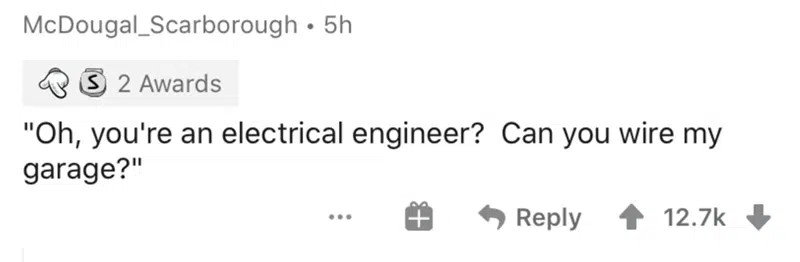 McDougal_Scarborough • 5h
S 2 Awards
"Oh, you're an electrical engineer?  Can you wire my
garage?"
... Reply 12.7k